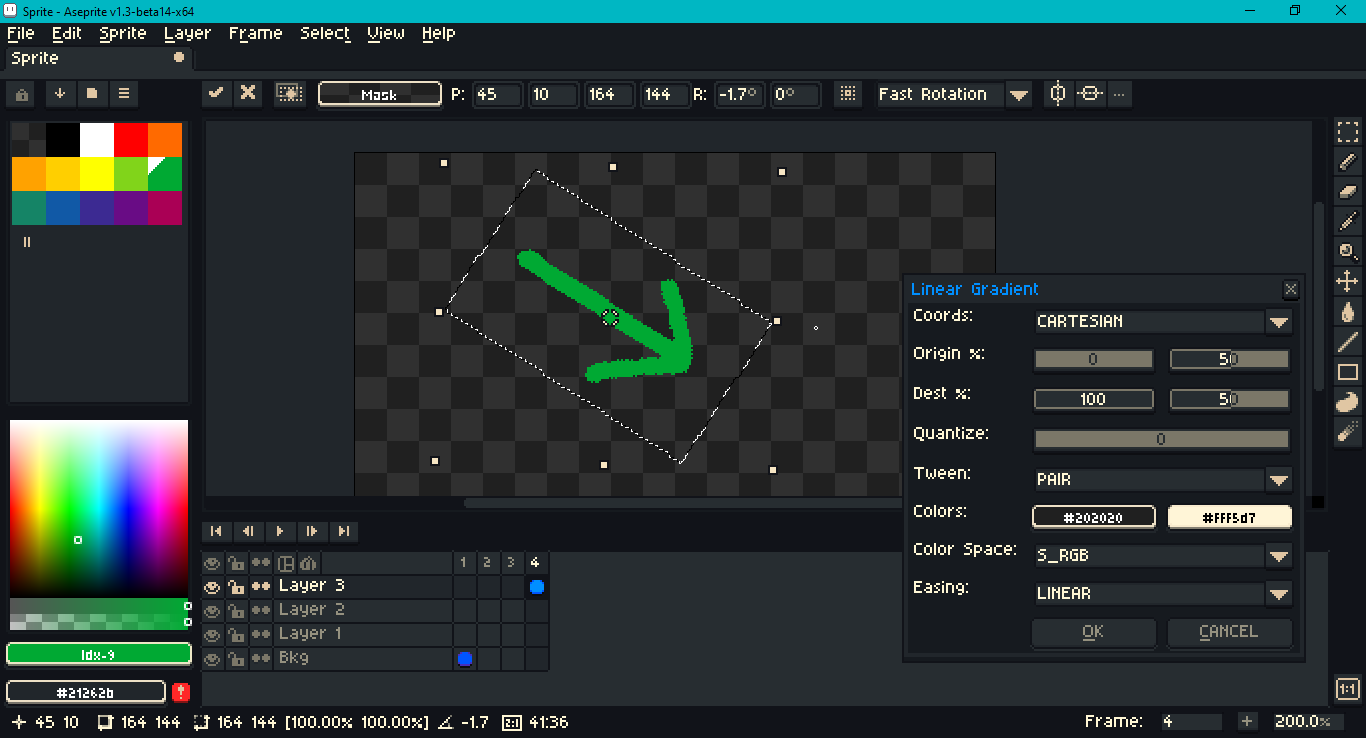 Sprite - Aseprite v1.3-beta14-x64
File Edit Sprite Layer Frame Select View Help
Sprite
Mask P: 45 10 164 144 R: -1.7° 0° Fast Rotation ...
Linear Gradient
Coords: CARTESIAN
Origin %: 0 50
Dest %: 100 50
Quantize: 0
Tween: PAIR
Colors: #202020 #FFF5d7
Color Space: S_RGB
Easing: LINEAR
OK CANCEL
1 2 3 4
Layer 3
Layer 2
Layer 1
Bkg
Idx-9
#21262b !
1:1
45 10 164 144 164 144 [100.00% 100.00%] -1.7 2:1 41:36 Frame: 4 + 200.0%